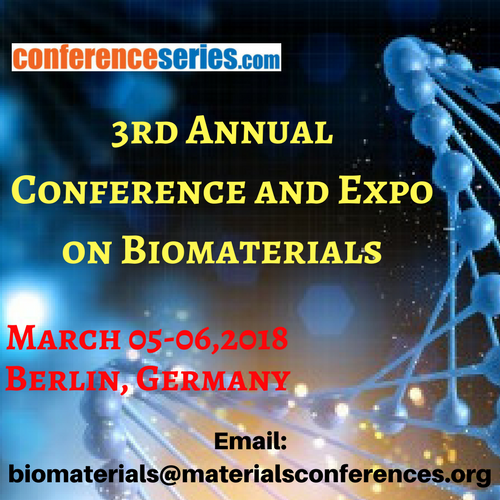 conferenceseries.com
3rd Annual
Conference and Expo
on Biomaterials
March 05-06,2018
Berlin, Germany
Email:
biomaterials@materialsconferences.org